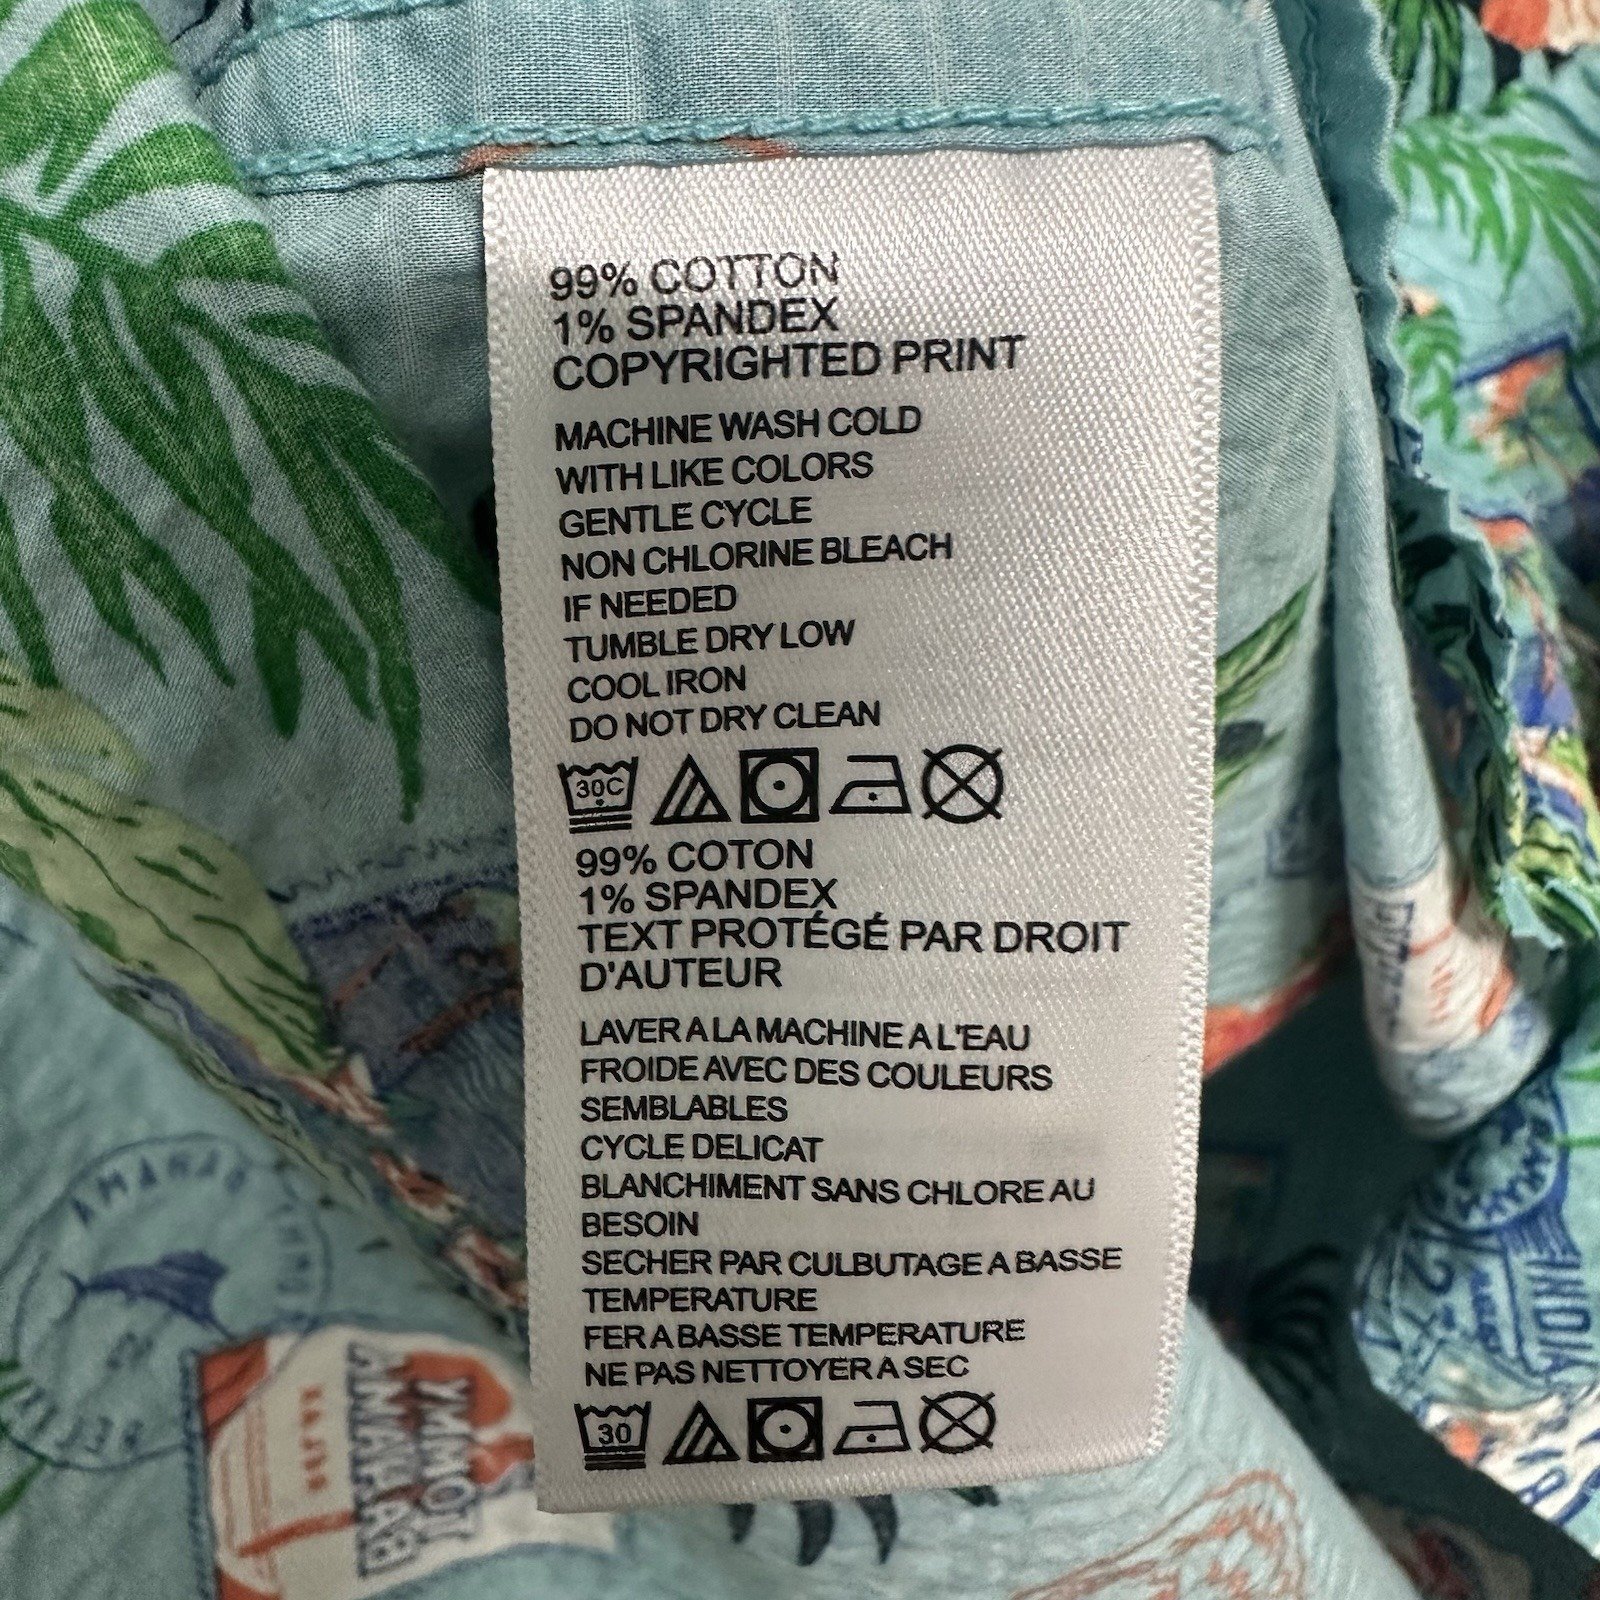 99% COTTON
1% SPANDEX
COPYRIGHTED PRINT
MACHINE WASH COLD
WITH LIKE COLORS
GENTLE CYCLE
NON CHLORINE BLEACH
IF NEEDED
TUMBLE DRY LOW
COOL IRON
DO NOT DRY CLEAN
30C
99% COTON
1% SPANDEX
TEXT PROTÉGÉ PAR DROIT
D'AUTEUR
LAVER A LA MACHINE A L'EAU
FROIDE AVEC DES COULEURS
SEMBLABLES
CYCLE DELICAT
BLANCHIMENT SANS CHLORE AU
BESOIN
SECHER PAR CULBUTAGE A BASSE
TEMPERATURE
FER A BASSE TEMPERATURE
NE PAS NETTOYER A SEC
30
TOMMY
BAHAMA